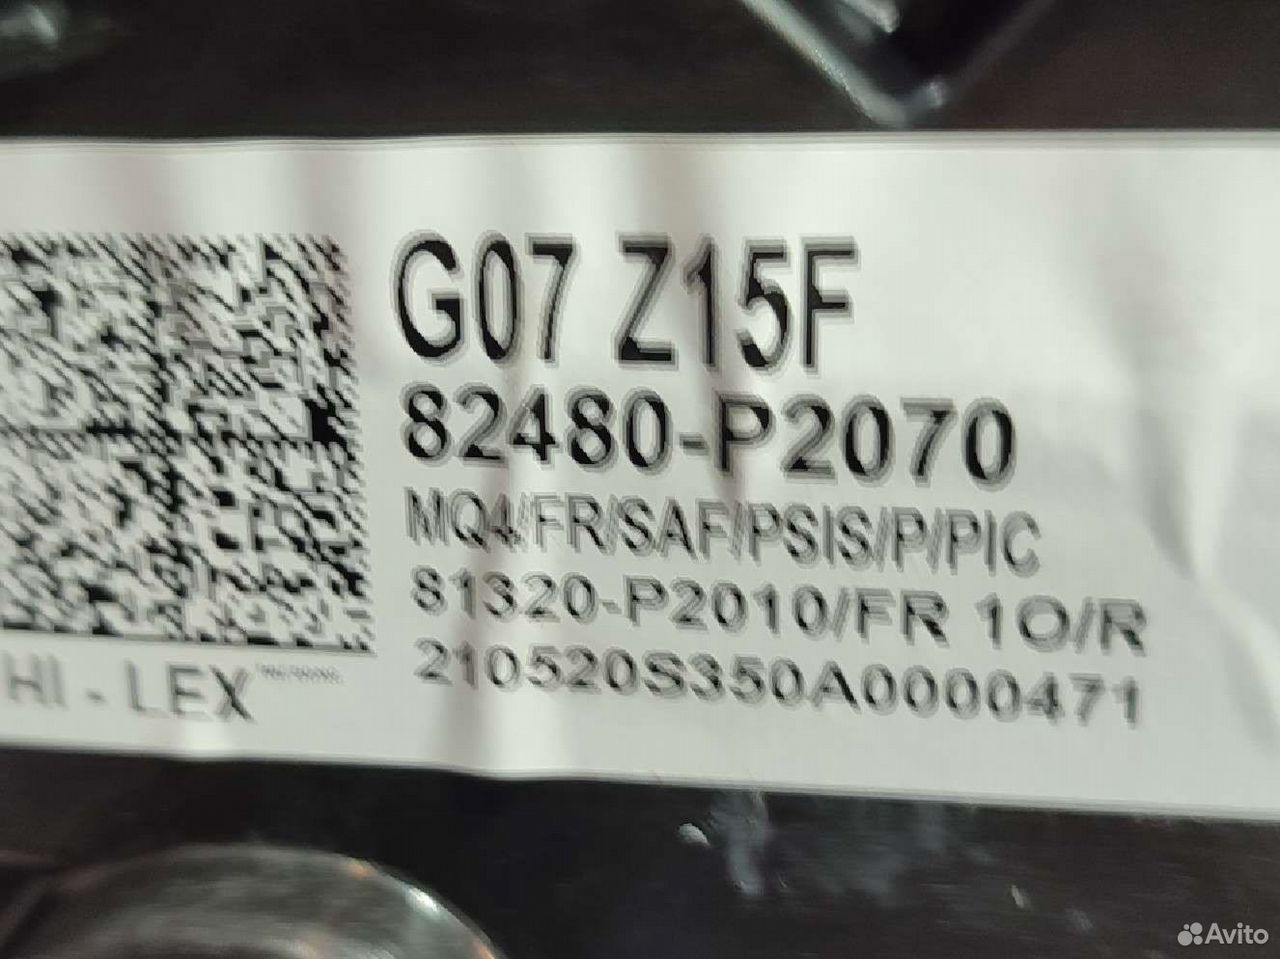 G07 Z15F
82480-P2070
MQ4/FR/SAF/PSIS/P/PIC
81320-P2010/FR 1O/R
210520S350A0000471
HI - LEX
Avito